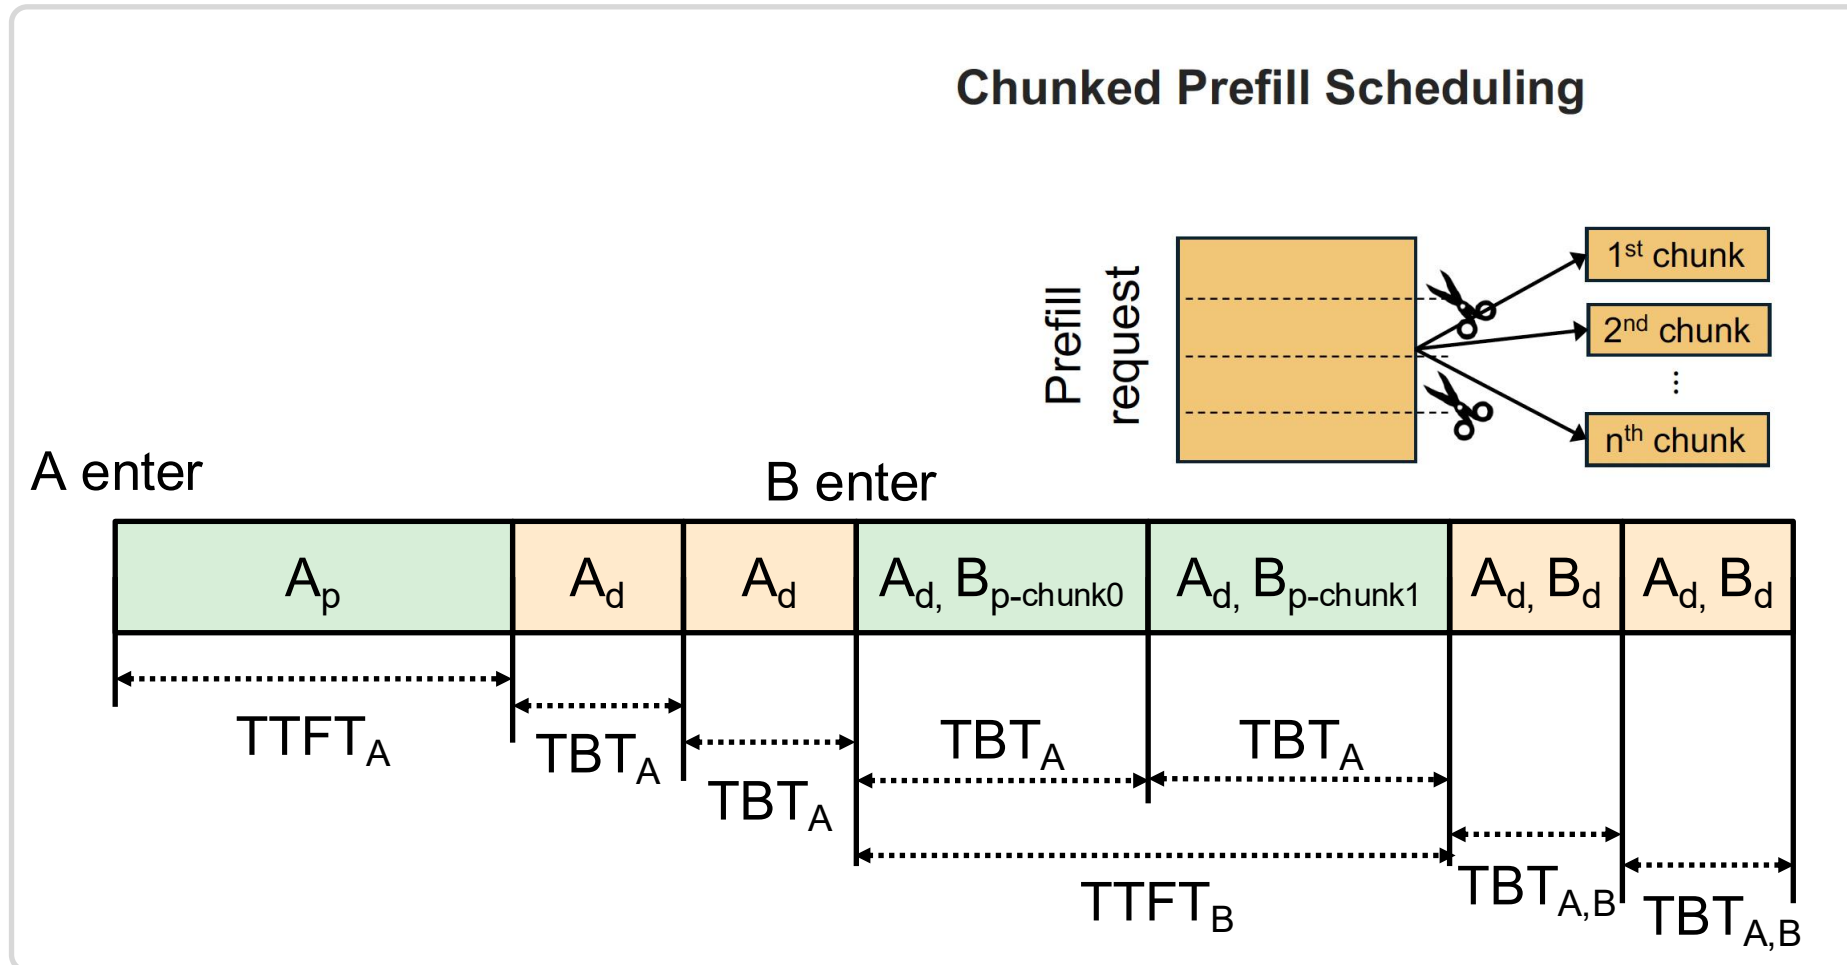 Chunked Prefill Scheduling
Prefill
request
1st chunk
2nd chunk
⋮
nth chunk
A enter
B enter
Ap
Ad
Ad
Ad, Bp-chunk0
Ad, Bp-chunk1
Ad, Bd
Ad, Bd
TTFTA
TBTA
TBTA
TBTA
TBTA
TTFTB
TBTA,B
TBTA,B